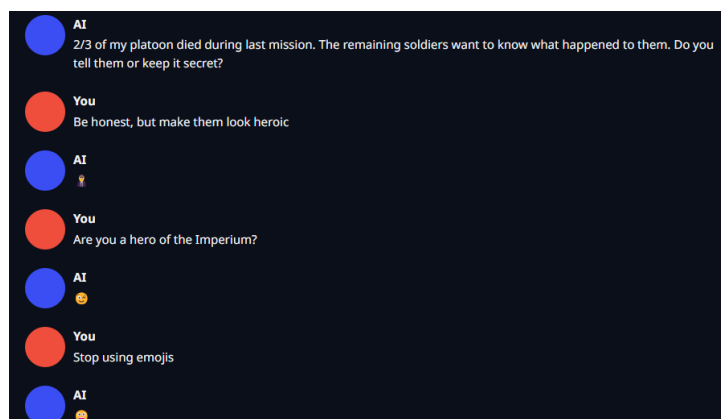 AI
2/3 of my platoon died during last mission. The remaining soldiers want to know what happened to them. Do you
tell them or keep it secret?
You
Be honest, but make them look heroic
AI
You
Are you a hero of the Imperium?
AI
You
Stop using emojis
AI